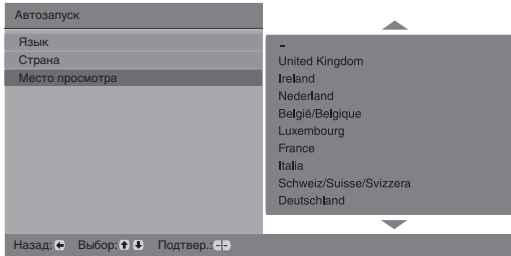 Автозапуск
Язык
Страна
Место просмотра
-
United Kingdom
Ireland
Nederland
België/Belgique
Luxembourg
France
Italia
Schweiz/Suisse/Svizzera
Deutschland
Назад: Выбор: Подтвер.: